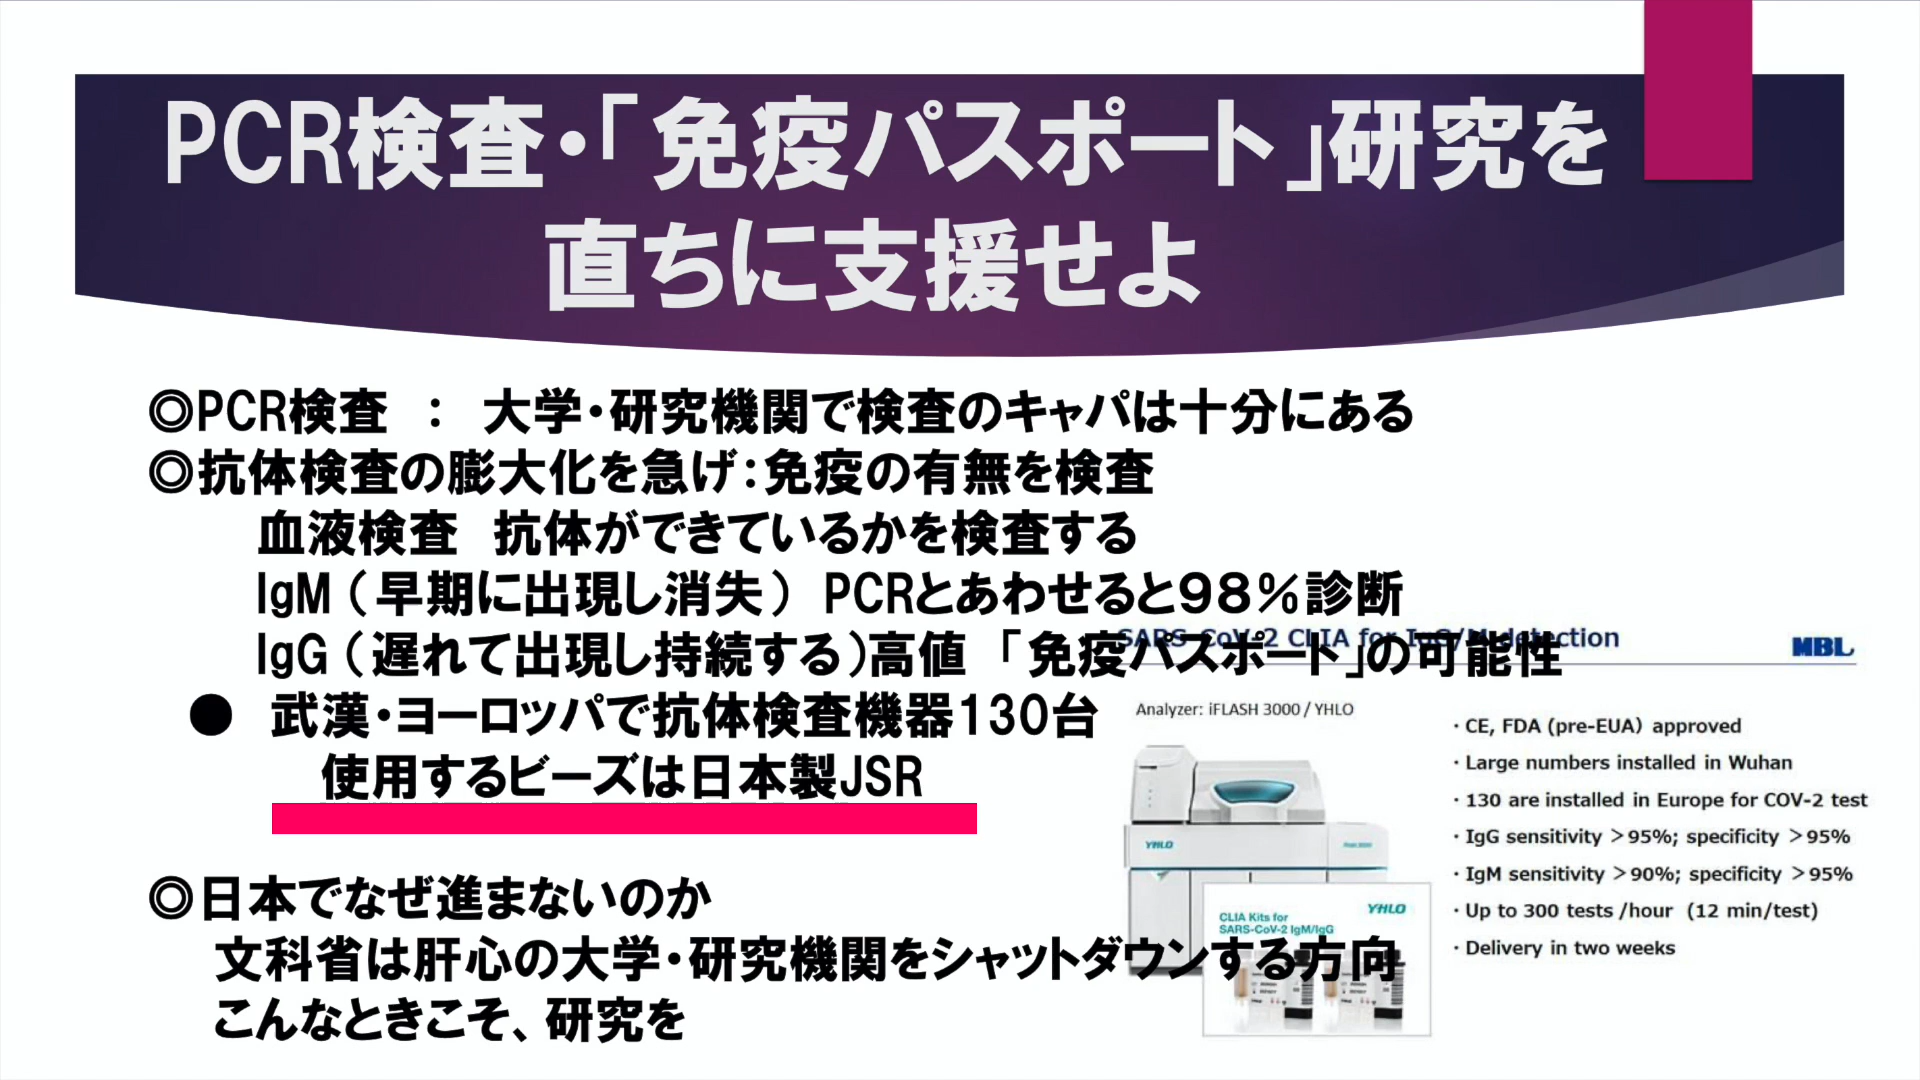 PCR検査・「免疫パスポート」研究を
直ちに支援せよ
◎PCR検査 : 大学・研究機関で検査のキャパは十分にある
◎抗体検査の膨大化を急げ:免疫の有無を検査
血液検査 抗体ができているかを検査する
IgM(早期に出現し消失) PCRとあわせると98%診断
IgG(遅れて出現し持続する)高値 「免疫パスポート」の可能性
● 武漢・ヨーロッパで抗体検査機器130台
使用するビーズは日本製JSR
◎日本でなぜ進まないのか
文科省は肝心の大学・研究機関をシャットダウンする方向
こんなときこそ、研究を
SARS-CoV-2 CLIA for IgG/M detection
MBL
Analyzer: iFLASH 3000 / YHLO
・CE, FDA (pre-EUA) approved
・Large numbers installed in Wuhan
・130 are installed in Europe for COV-2 test
・IgG sensitivity >95%; specificity >95%
・IgM sensitivity >90%; specificity >95%
・Up to 300 tests /hour (12 min/test)
・Delivery in two weeks
YHLO
YHLO
CLIA Kits for
SARS-CoV-2 IgM/IgG